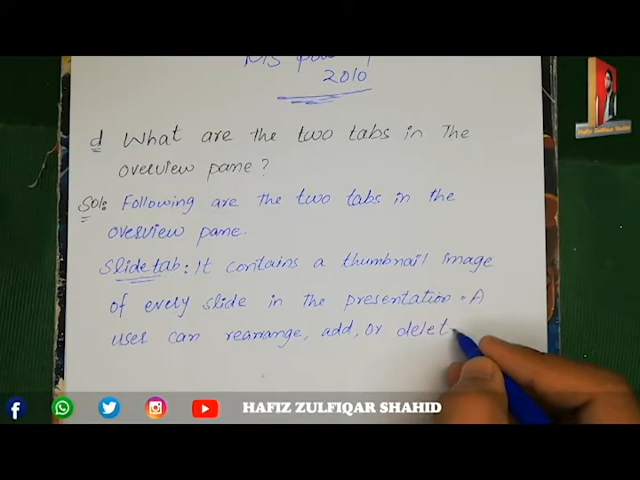 2010
d What are the two tabs in The
overview pane?
Sol: Following are the two tabs in the
overview pane.
Slide tab: It contains a thumbnail image
of every slide in the presentation. A
user can rearrange, add, or delet
HAFIZ ZULFIQAR SHAHID